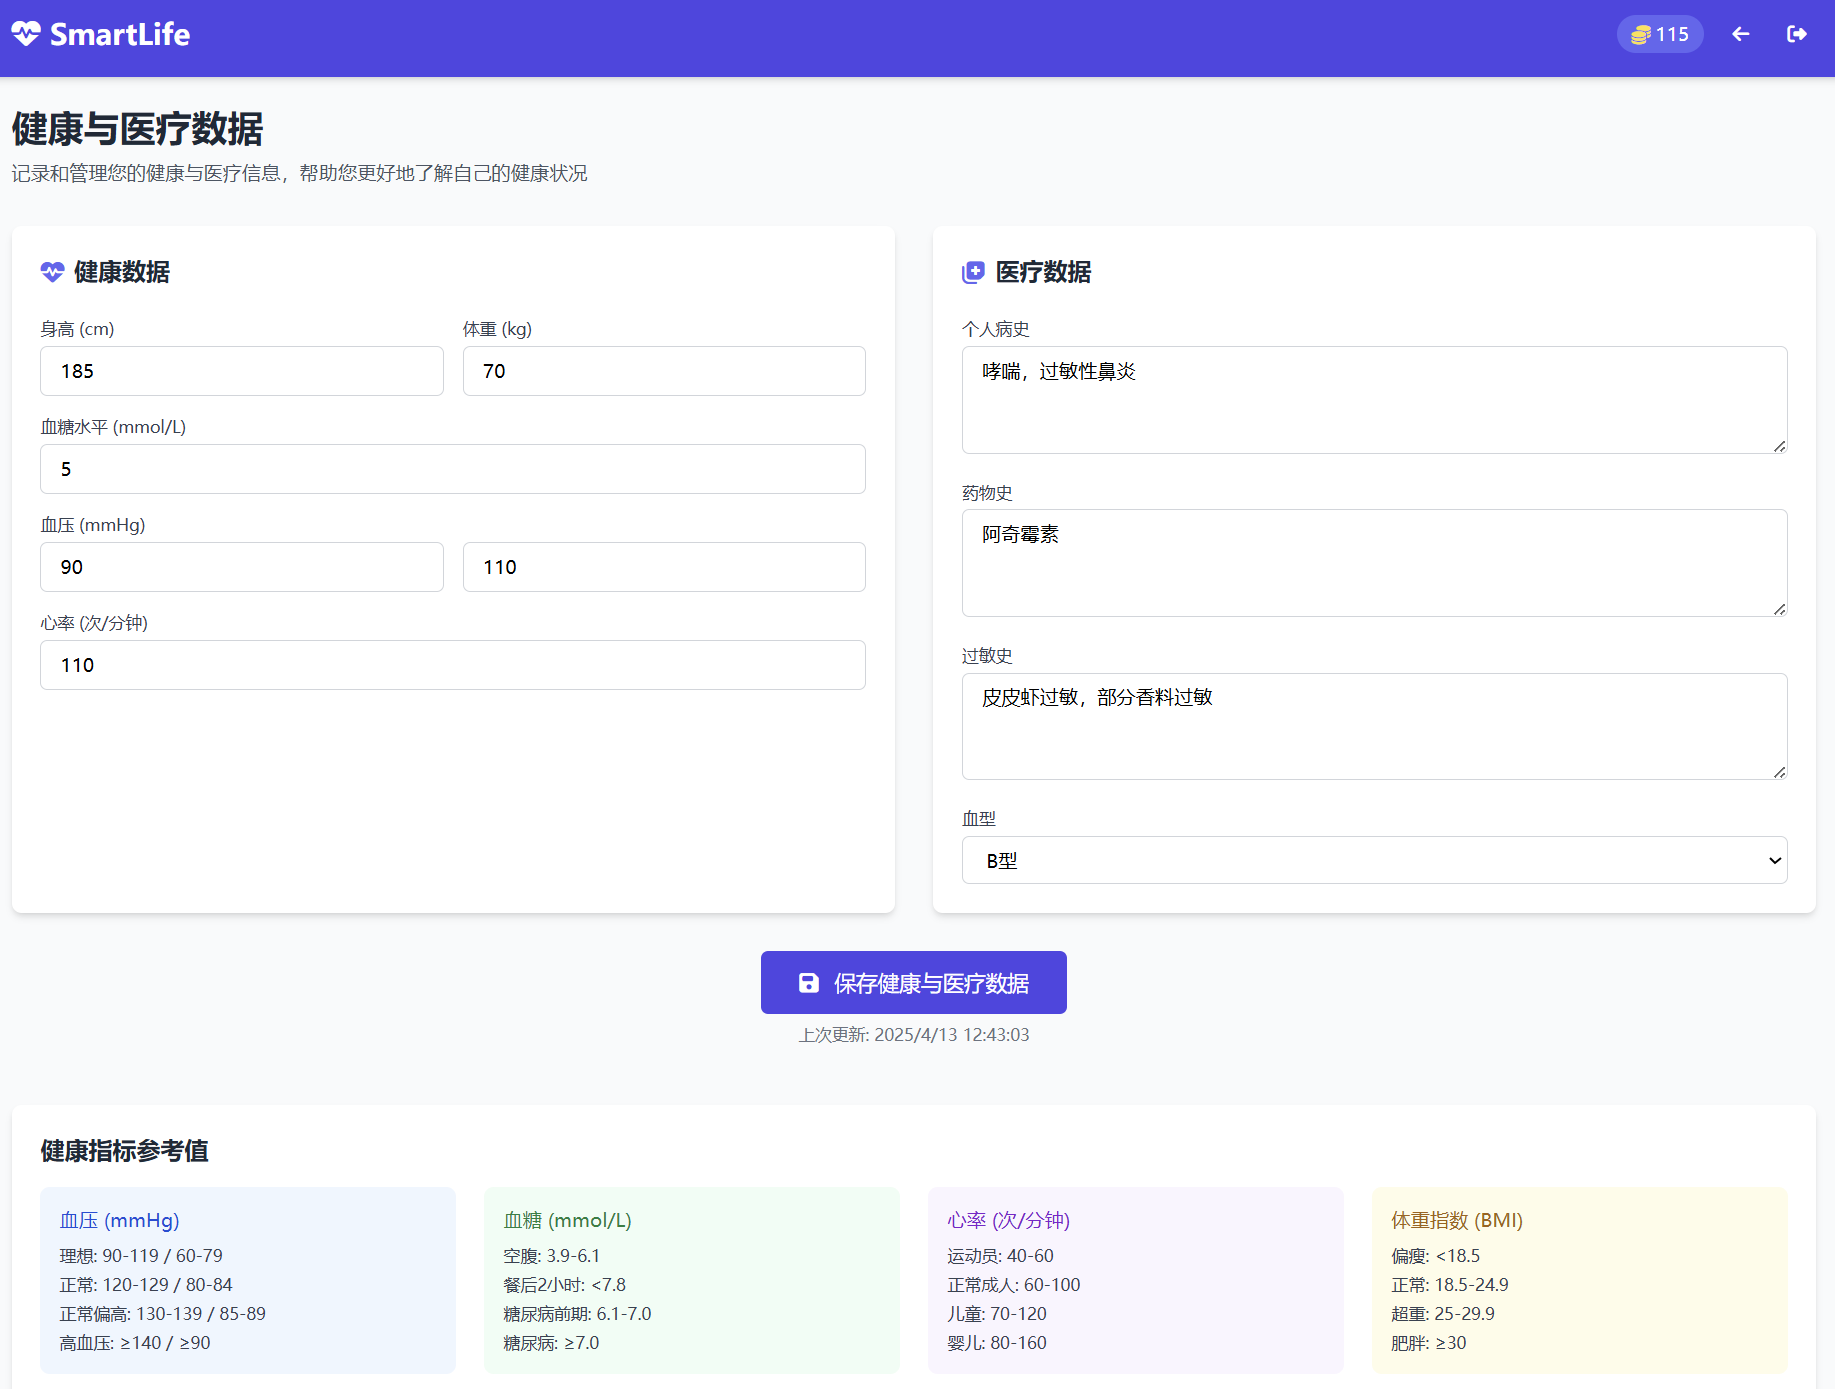 SmartLife
115
健康与医疗数据
记录和管理您的健康与医疗信息，帮助您更好地了解自己的健康状况
健康数据
身高 (cm)
体重 (kg)
185
70
血糖水平 (mmol/L)
5
血压 (mmHg)
90
110
心率 (次/分钟)
110
医疗数据
个人病史
哮喘，过敏性鼻炎
药物史
阿奇霉素
过敏史
皮皮虾过敏，部分香料过敏
血型
B型
保存健康与医疗数据
上次更新: 2025/4/13 12:43:03
健康指标参考值
血压 (mmHg)
理想: 90-119 / 60-79
正常: 120-129 / 80-84
正常偏高: 130-139 / 85-89
高血压: ≥140 / ≥90
血糖 (mmol/L)
空腹: 3.9-6.1
餐后2小时: <7.8
糖尿病前期: 6.1-7.0
糖尿病: ≥7.0
心率 (次/分钟)
运动员: 40-60
正常成人: 60-100
儿童: 70-120
婴儿: 80-160
体重指数 (BMI)
偏瘦: <18.5
正常: 18.5-24.9
超重: 25-29.9
肥胖: ≥30